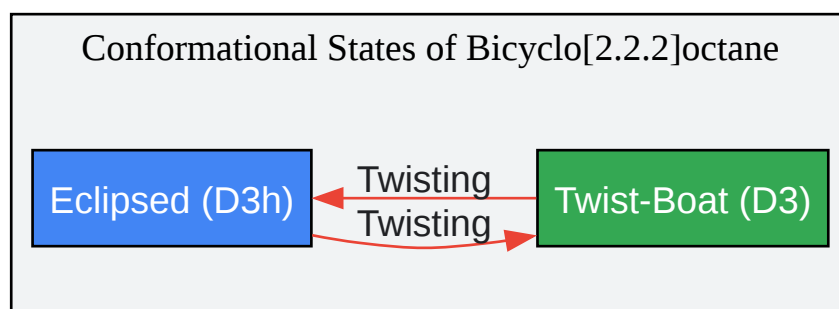 Conformational States of Bicyclo[2.2.2]octane
Eclipsed (D3h)
Twisting
Twisting
Twist-Boat (D3)